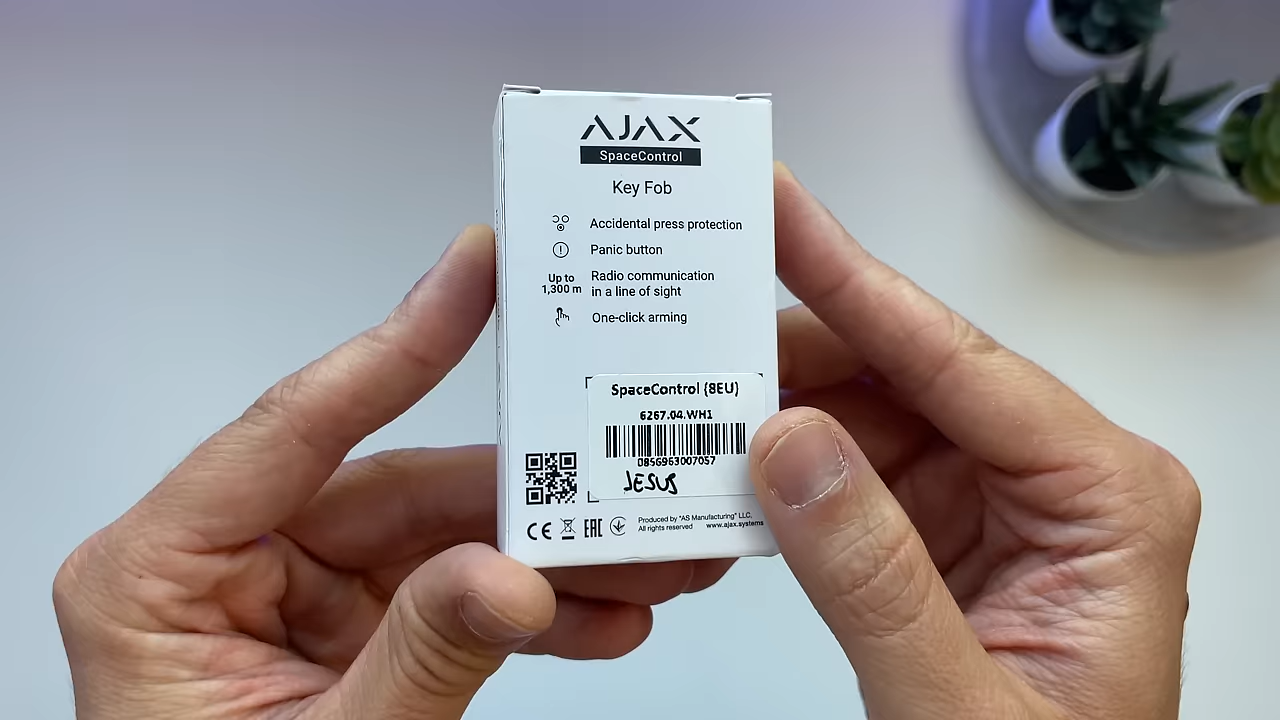 AJAX
SpaceControl
Key Fob
Accidental press protection
Panic button
Up to
1,300 m
Radio communication
in a line of sight
One-click arming
SpaceControl (8EU)
6267.04.WH1
0856963007057
JESUS
CE EAC
Produced by "AS Manufacturing" LLC.
All rights reserved www.ajax.systems